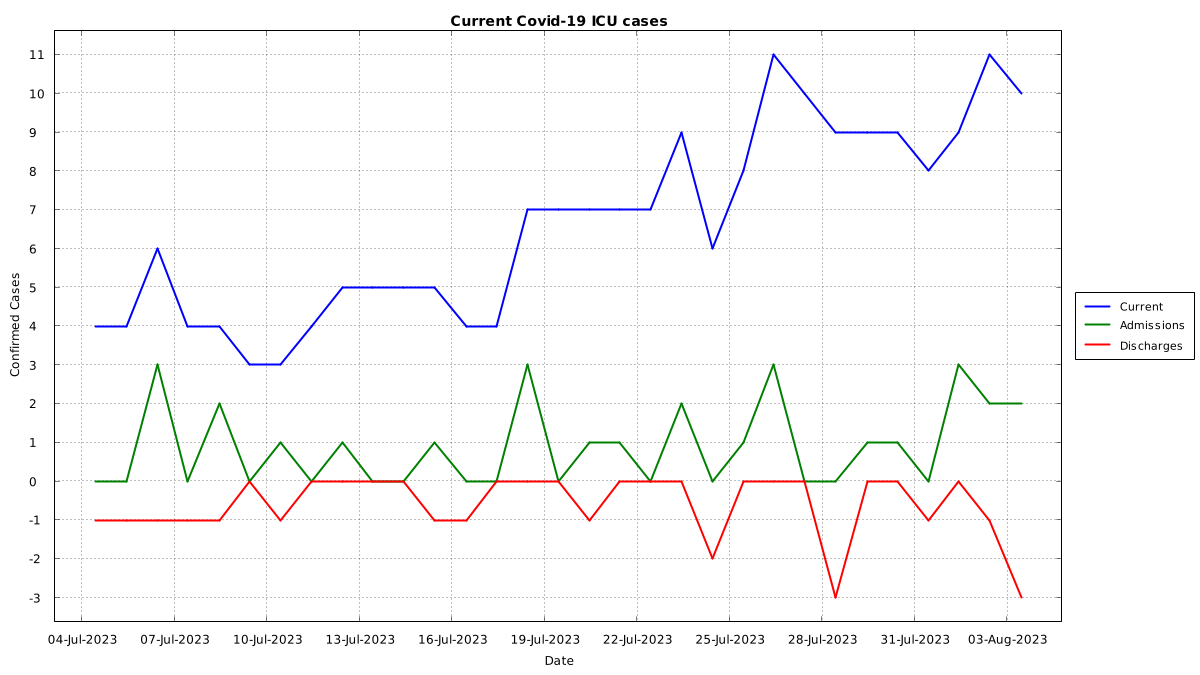 Current Covid-19 ICU cases
Confirmed Cases
11
10
9
8
7
6
5
4
3
2
1
0
-1
-2
-3
04-Jul-2023 07-Jul-2023 10-Jul-2023 13-Jul-2023 16-Jul-2023 19-Jul-2023 22-Jul-2023 25-Jul-2023 28-Jul-2023 31-Jul-2023 03-Aug-2023
Date
Current
Admissions
Discharges